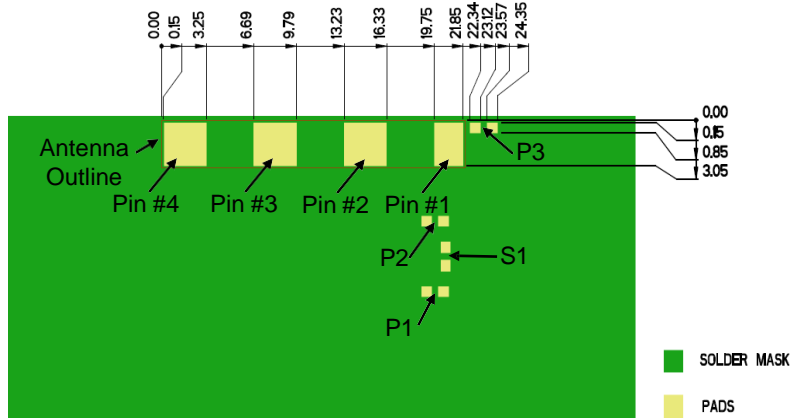 0.00 0.15 3.25 6.69 9.79 13.23 16.33 19.75 21.85 22.34 23.12 23.57 24.35
0.00
0.15
0.85
3.05
Antenna
Outline
P3
Pin #4 Pin #3 Pin #2 Pin #1
P2
S1
P1
SOLDER MASK
PADS